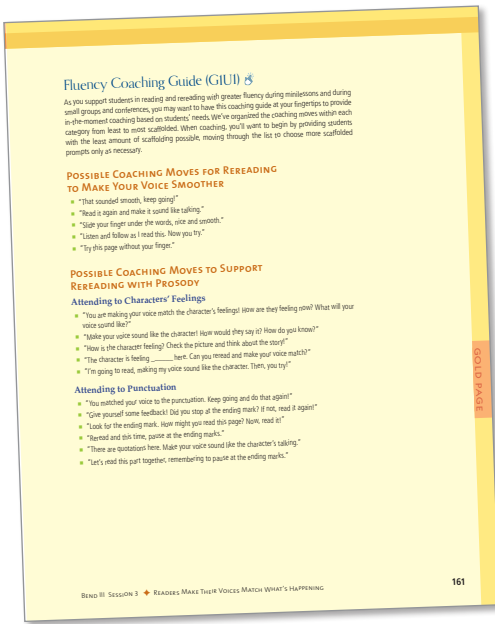 Fluency Coaching Guide (G1U1)
As you support students in reading and rereading with greater fluency during minilessons and during
small groups and conferences, you may want to have this coaching guide at your fingertips to provide
in-the-moment coaching based on students' needs. We've organized the coaching moves within each
category from least to most scaffolded. When coaching, you'll want to begin by providing students
with the least amount of scaffolding possible, moving through the list to choose more scaffolded
prompts only as necessary.
Possible Coaching Moves for Rereading
to Make Your Voice Smoother
"That sounded smooth, keep going!"
"Read it again and make it sound like talking."
"Slide your finger under the words, nice and smooth."
"Listen and follow as I read this. Now you try."
"Try this page without your finger."
Possible Coaching Moves to Support
Rereading with Prosody
Attending to Characters' Feelings
"You are making your voice match the character's feelings! How are they feeling now? What will your
voice sound like?"
"Make your voice sound like the character! How would they say it? How do you know?"
"How is the character feeling? Check the picture and think about the story!"
"The character is feeling ______ here. Can you reread and make your voice match?"
"I'm going to read, making my voice sound like the character. Then, you try!"
Attending to Punctuation
"You matched your voice to the punctuation. Keep going and do that again!"
"Give yourself some feedback! Did you stop at the ending mark? If not, read it again!"
"Look for the ending mark. How might you read this page? Now, read it!"
"Reread and this time, pause at the ending marks."
"There are quotations here. Make your voice sound like the character's talking."
"Let's read this part together, remembering to pause at the ending marks."
GOLD PAGE
Bend III Session 3 ✦ Readers Make Their Voices Match What's Happening
161